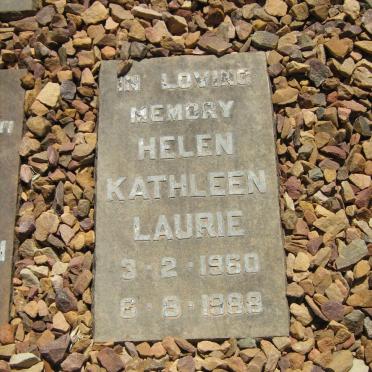 IN LOVING
MEMORY
HELEN
KATHLEEN
LAURIE
3 - 2 - 1960
6 - 8 - 1988